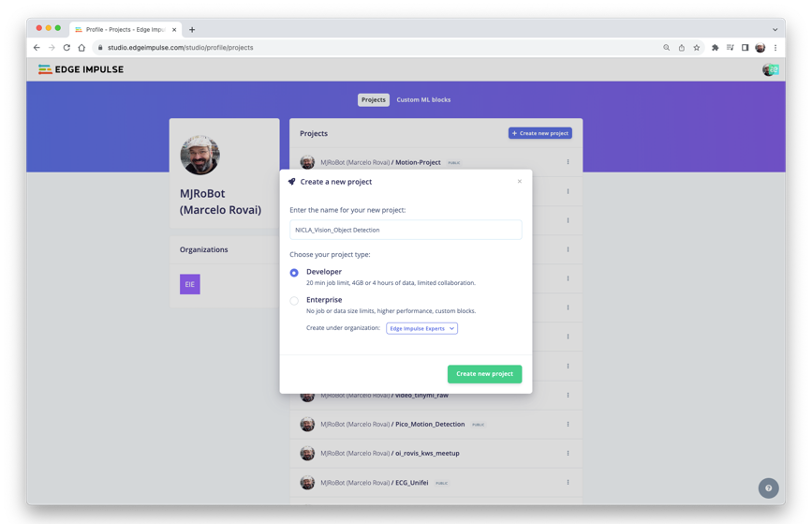 Profile - Projects - Edge Impul
studio.edgeimpulse.com/studio/profile/projects
EDGE IMPULSE
Projects
Custom ML blocks
MJRoBot
(Marcelo Rovai)
Organizations
EIE
Projects
+ Create new project
MJRoBot (Marcelo Rovai) / Motion-Project PUBLIC
Create a new project
Enter the name for your new project:
NICLA_Vision_Object Detection
Choose your project type:
Developer
20 min job limit, 4GB or 4 hours of data, limited collaboration.
Enterprise
No job or data size limits, higher performance, custom blocks.
Create under organization: Edge Impulse Experts
Create new project
MJRoBot (Marcelo Rovai) / video_tinyml_raw
MJRoBot (Marcelo Rovai) / Pico_Motion_Detection PUBLIC
MJRoBot (Marcelo Rovai) / oi_rovis_kws_meetup
MJRoBot (Marcelo Rovai) / ECG_Unifei PUBLIC